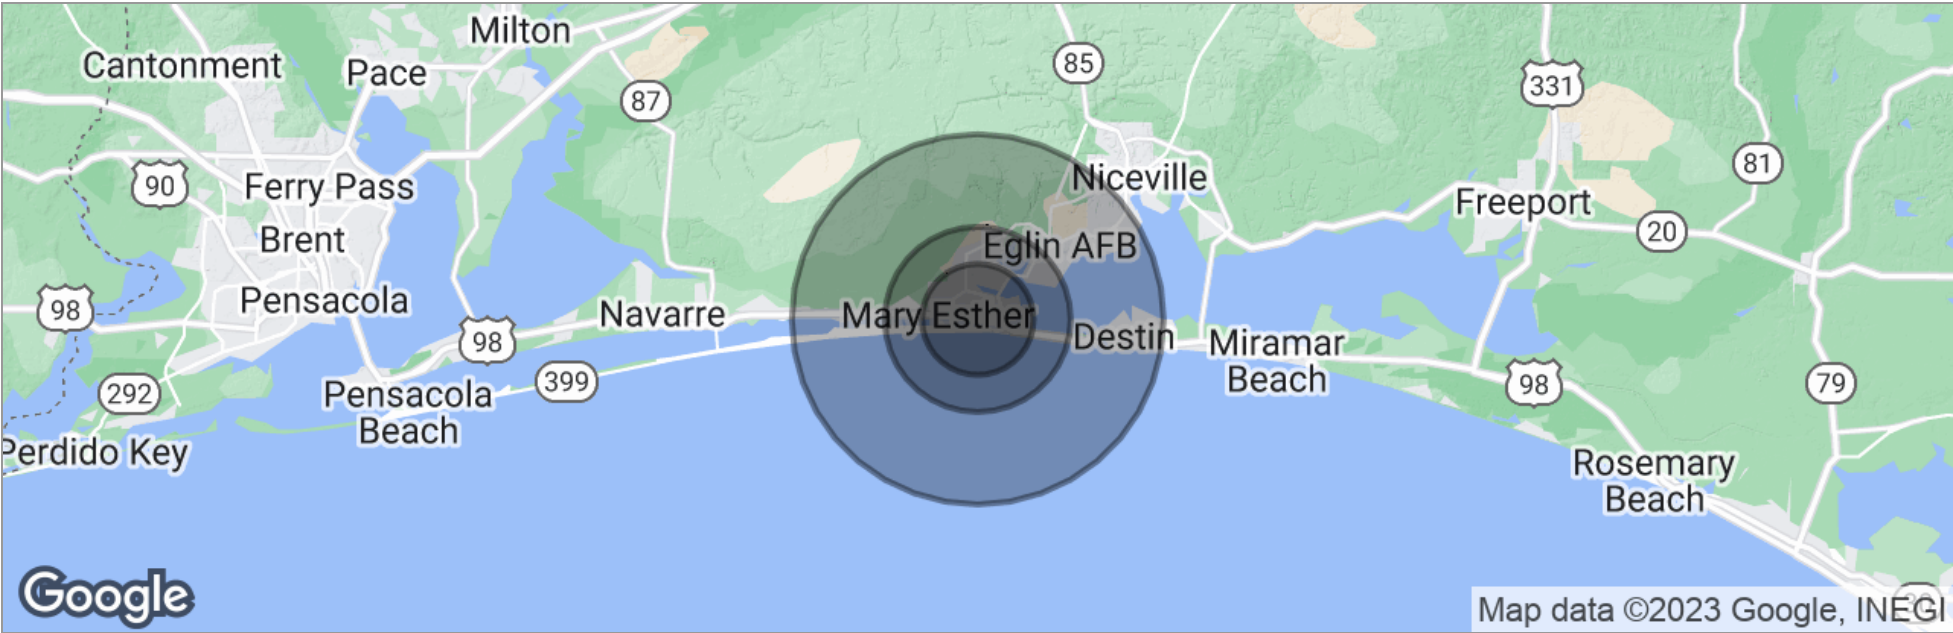 Milton
Cantonment
Pace
85
331
87
81
90
Niceville
Ferry Pass
Freeport
Brent
20
Eglin AFB
Pensacola
98
Navarre
Mary Esther
Destin
98
Miramar
Beach
399
98
79
292
Pensacola
Beach
Perdido Key
Rosemary
Beach
Google
30
Map data ©2023 Google, INEGI